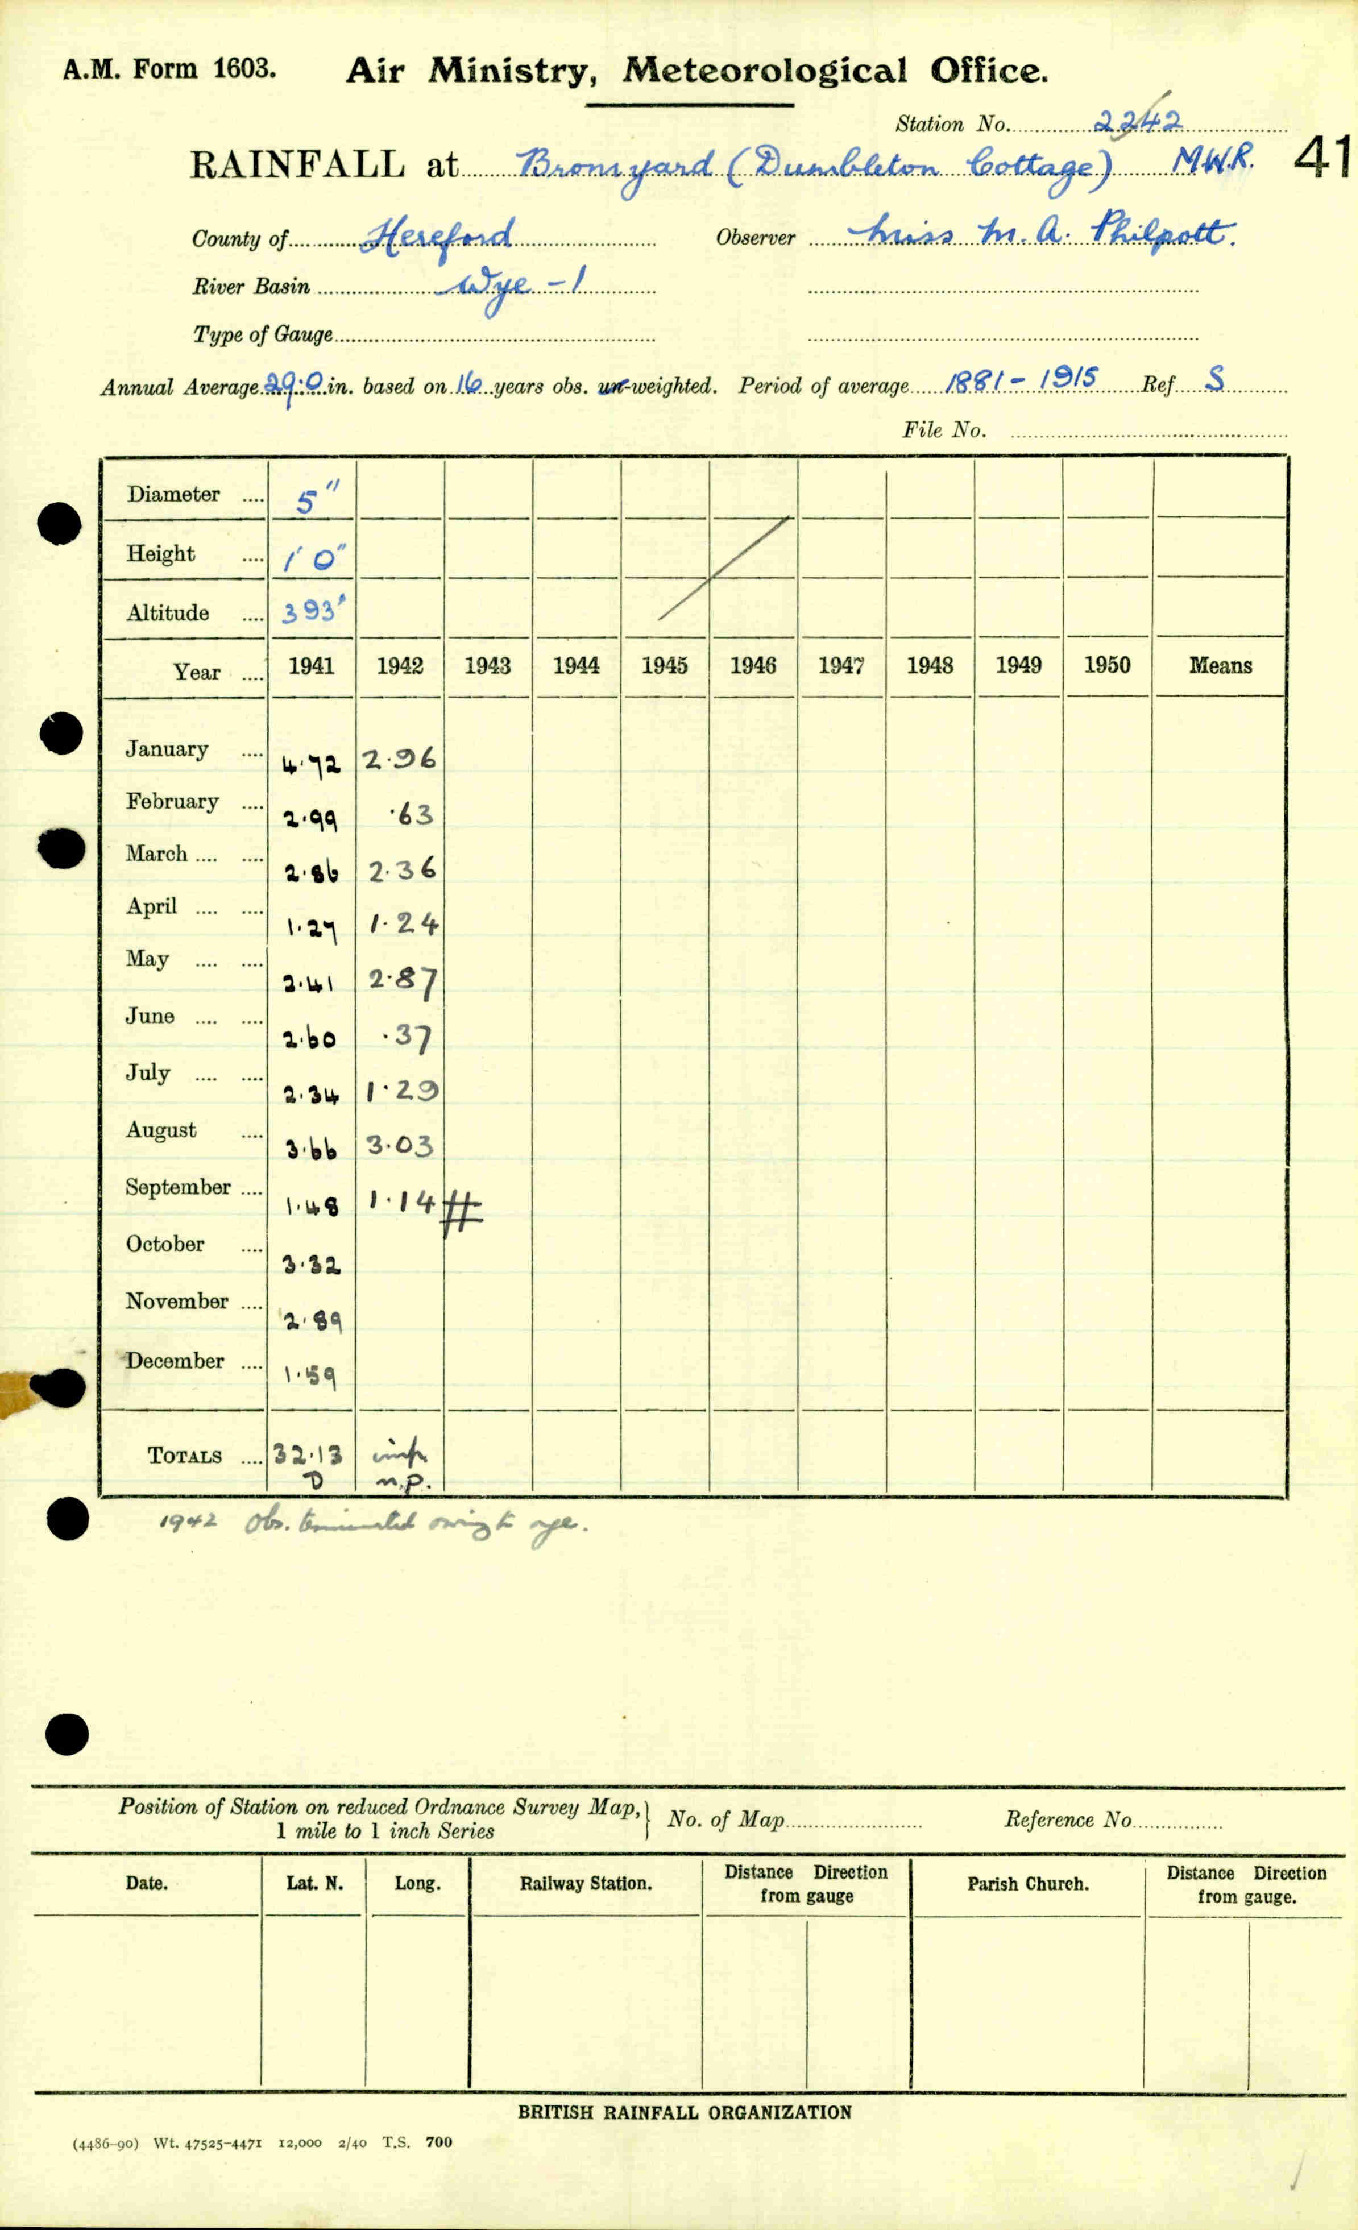 A.M. Form 1603. Air Ministry, Meteorological Office.
Station No. 2242
RAINFALL at Bromyard (Dumbleton Cottage) M.W.R. 41
County of Hereford Observer Miss M. A. Philpott.
River Basin Wye - 1
Type of Gauge
Annual Average 29.0 in. based on 16 years obs. un-weighted. Period of average 1881 - 1915 Ref. S
File No.
Diameter .... 5"
Height .... 1' 0"
Altitude .... 393'
Year .... 1941 1942 1943 1944 1945 1946 1947 1948 1949 1950 Means
January .... 4.72 2.96
February .... 2.99 .63
March .... .... 2.86 2.36
April .... .... 1.27 1.24
May .... .... 2.41 2.87
June .... .... 2.60 .37
July .... .... 2.34 1.29
August .... 3.66 3.03
September .... 1.48 1.14 #
October .... 3.32
November .... 2.89
December .... 1.59
TOTALS .... 32.13 imp.
D n.p.
1942 Obs. terminated owing to age.
Position of Station on reduced Ordnance Survey Map, } No. of Map Reference No.
1 mile to 1 inch Series
Date. Lat. N. Long. Railway Station. Distance Direction from gauge Parish Church. Distance Direction from gauge.
BRITISH RAINFALL ORGANIZATION
(4486-90) Wt. 47525-4471 12,000 2/40 T.S. 700